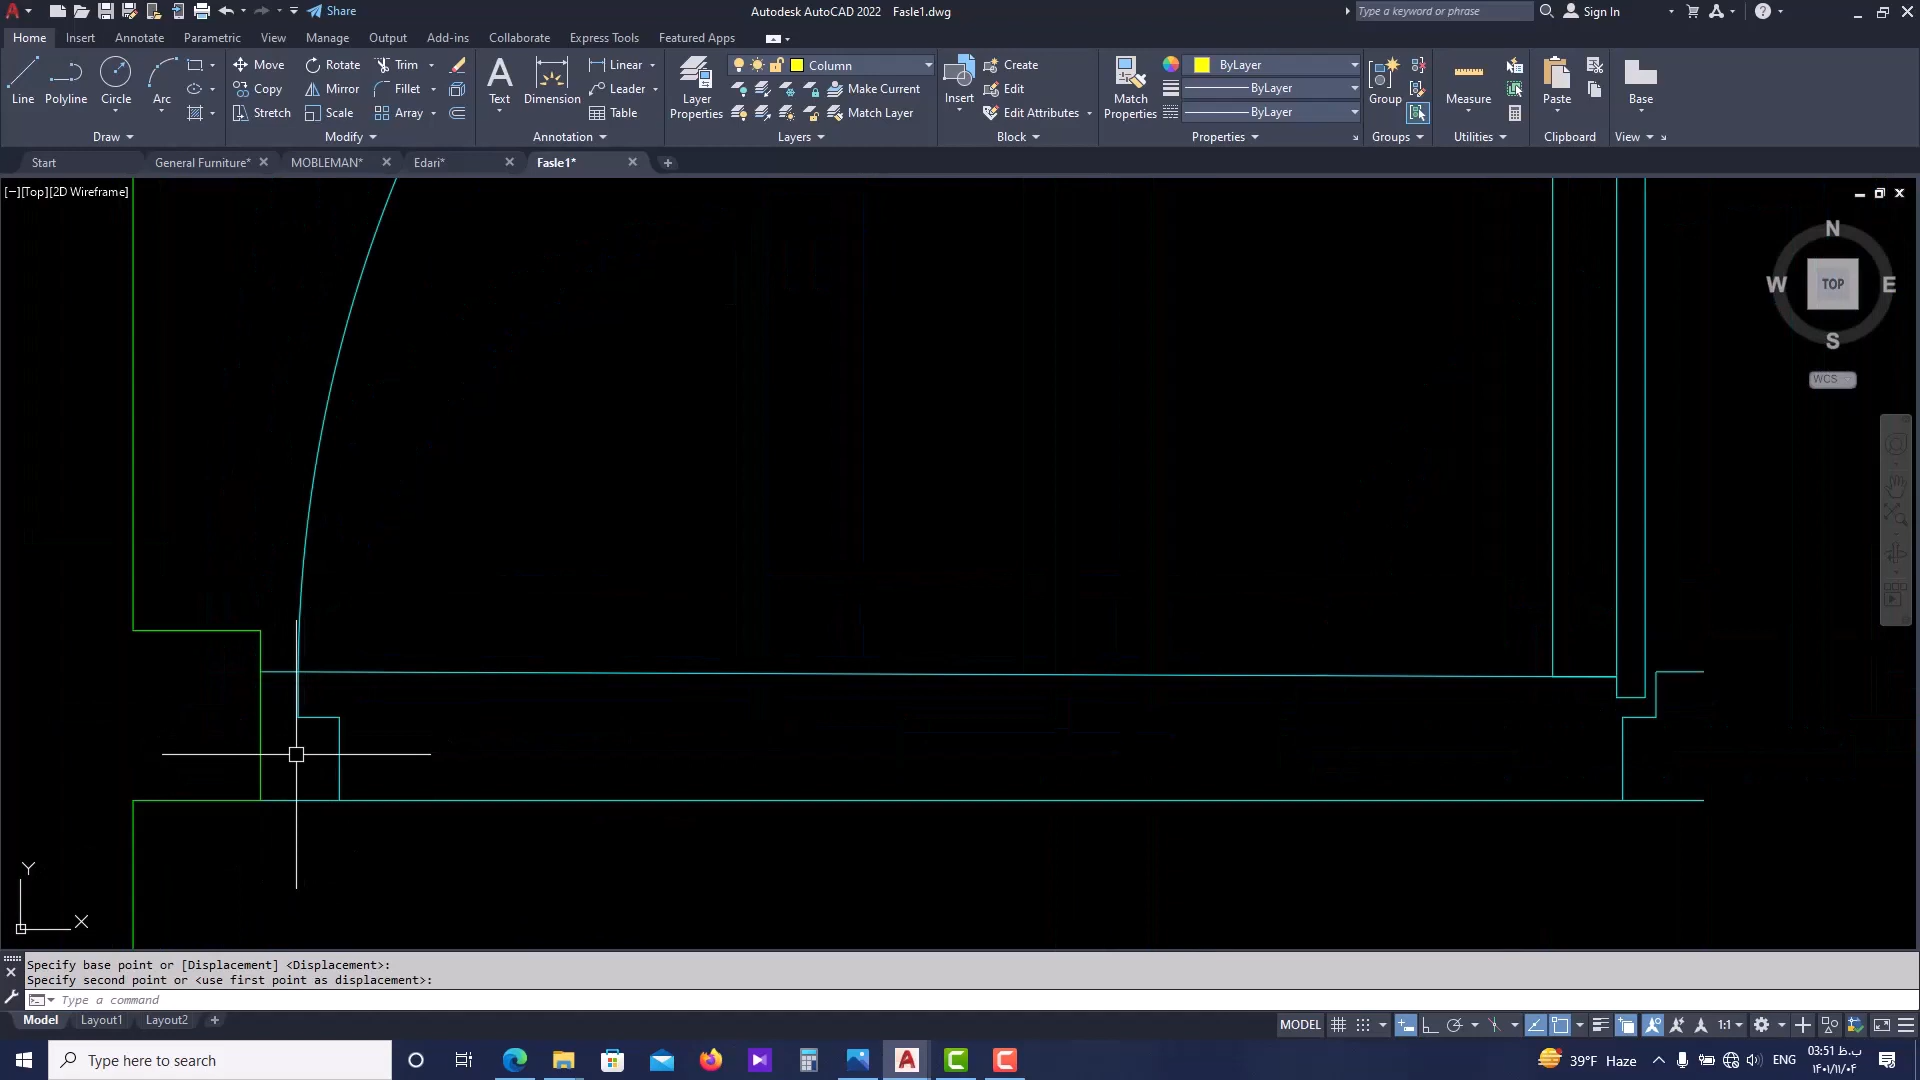 Share
Autodesk AutoCAD 2022 Fasle1.dwg
Type a keyword or phrase
Sign In
Home Insert Annotate Parametric View Manage Output Add-ins Collaborate Express Tools Featured Apps
Line Polyline Circle Arc
Move Rotate Trim
Copy Mirror Fillet
Stretch Scale Array
Text Dimension
Linear
Leader
Table
Layer Properties
Column
Make Current
Match Layer
Insert
Create
Edit
Edit Attributes
Match Properties
ByLayer
ByLayer
ByLayer
Group
Measure
Paste
Base
Draw Modify Annotation Layers Block Properties Groups Utilities Clipboard View
Start General Furniture* MOBLEMAN* Edari* Fasle1*
[−][Top][2D Wireframe]
N
W TOP E
S
WCS
Y
X
Specify base point or [Displacement] <Displacement>:
Specify second point or <use first point as displacement>:
Type a command
Model Layout1 Layout2
MODEL 1:1
Type here to search
39°F Haze
ENG
03:51 ب.ظ
۱۴۰۱/۱۱/۰۴